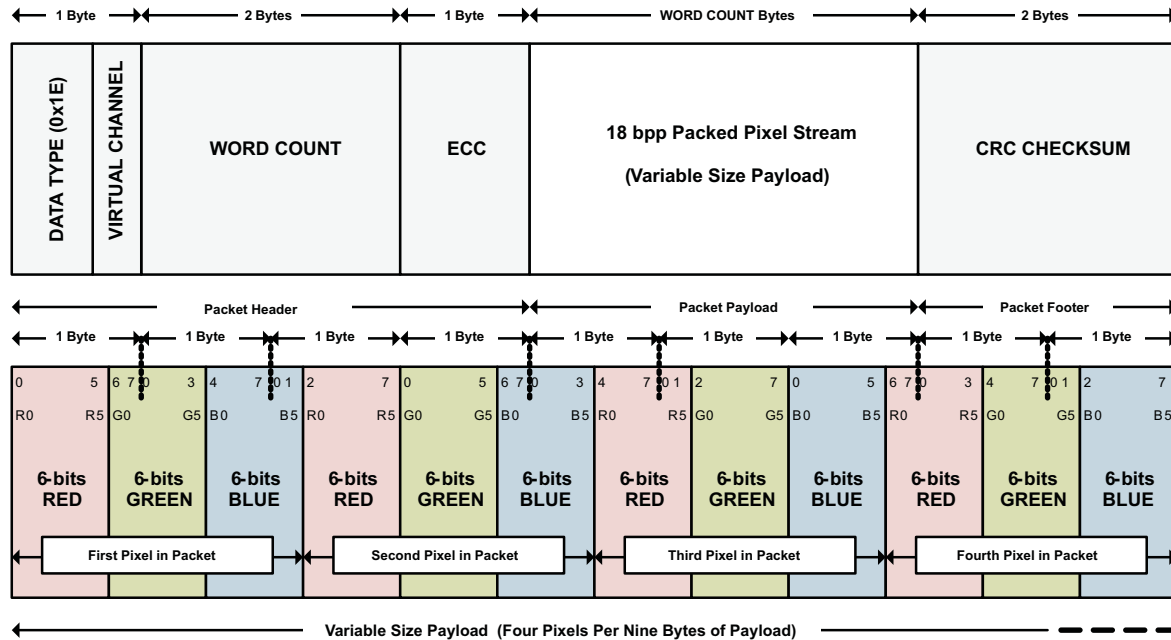 1 Byte 2 Bytes 1 Byte WORD COUNT Bytes 2 Bytes
DATA TYPE (0x1E)
VIRTUAL CHANNEL
WORD COUNT
ECC
18 bpp Packed Pixel Stream
(Variable Size Payload)
CRC CHECKSUM
Packet Header Packet Payload Packet Footer
1 Byte 1 Byte 1 Byte 1 Byte 1 Byte 1 Byte 1 Byte 1 Byte 1 Byte
0 5 6 7 0 3 4 7 0 1 2 7 0 5 6 7 0 3 4 7 0 1 2 7 0 5 6 7 0 3 4 7 0 1 2 7
R0 R5 G0 G5 B0 B5 R0 R5 G0 G5 B0 B5 R0 R5 G0 G5 B0 B5 R0 R5 G0 G5 B0 B5
6-bits 6-bits 6-bits 6-bits 6-bits 6-bits 6-bits 6-bits 6-bits 6-bits 6-bits 6-bits
RED GREEN BLUE RED GREEN BLUE RED GREEN BLUE RED GREEN BLUE
First Pixel in Packet Second Pixel in Packet Third Pixel in Packet Fourth Pixel in Packet
Variable Size Payload (Four Pixels Per Nine Bytes of Payload)